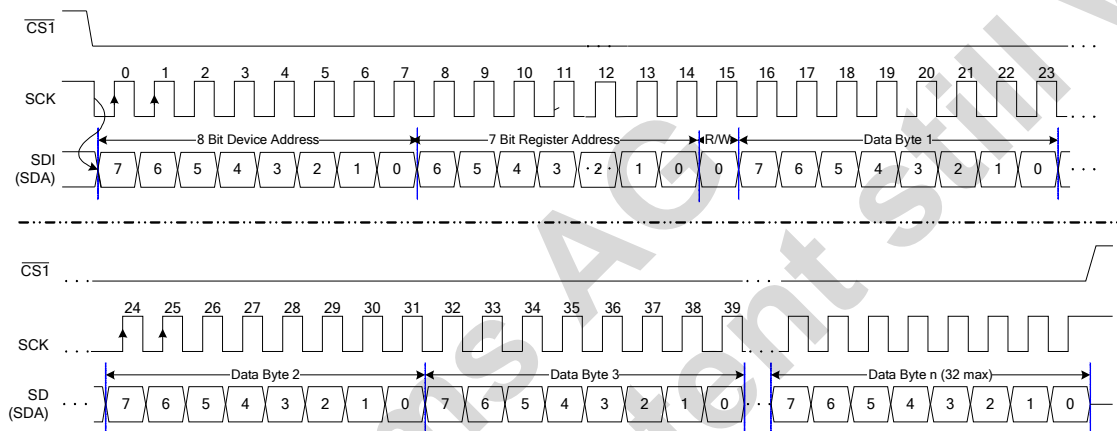 CS1
0 1 2 3 4 5 6 7 8 9 10 11 12 13 14 15 16 17 18 19 20 21 22 23
SCK
8 Bit Device Address 7 Bit Register Address R/W Data Byte 1
SDI
(SDA)
7 6 5 4 3 2 1 0 6 5 4 3 2 1 0 0 7 6 5 4 3 2 1 0
CS1
24 25 26 27 28 29 30 31 32 33 34 35 36 37 38 39
SCK
Data Byte 2 Data Byte 3 Data Byte n (32 max)
SD
(SDA)
7 6 5 4 3 2 1 0 7 6 5 4 3 2 1 0 7 6 5 4 3 2 1 0
ms AG
tent still v